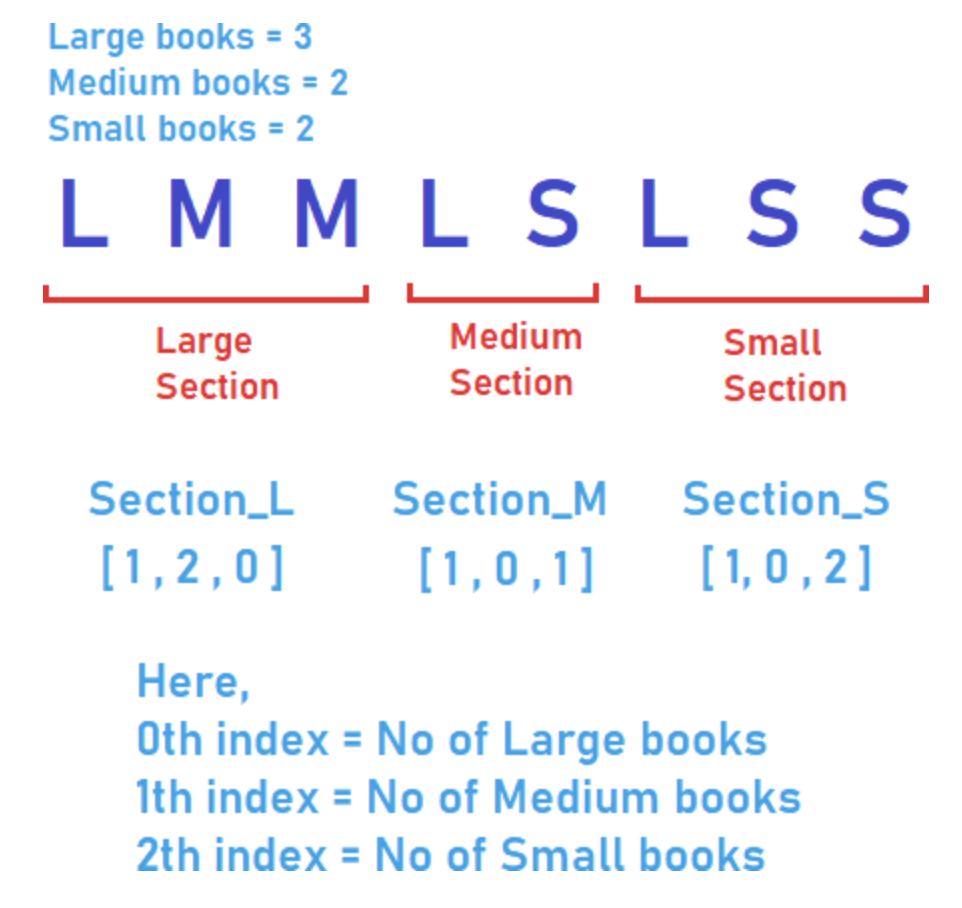 Large books = 3
Medium books = 2
Small books = 2
L M M L S L S S
Large Section
Medium Section
Small Section
Section_L
Section_M
Section_S
[ 1 , 2 , 0 ]
[ 1 , 0 , 1 ]
[ 1, 0 , 2 ]
Here,
0th index = No of Large books
1th index = No of Medium books
2th index = No of Small books